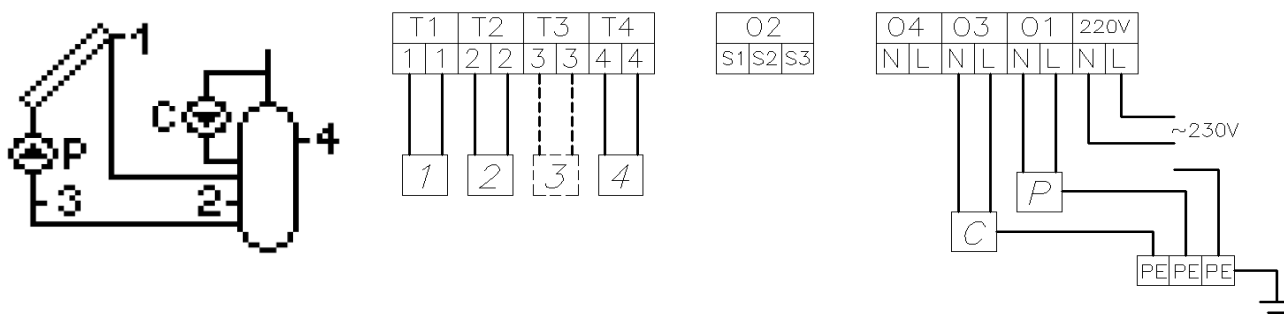 T1 T2 T3 T4 O2 O4 O3 O1 220V
1 1 2 2 3 3 4 4 S1 S2 S3 N L N L N L N L
1
C
4
~230V
P
1 2 3 4
3 2
P
C
PE PE PE